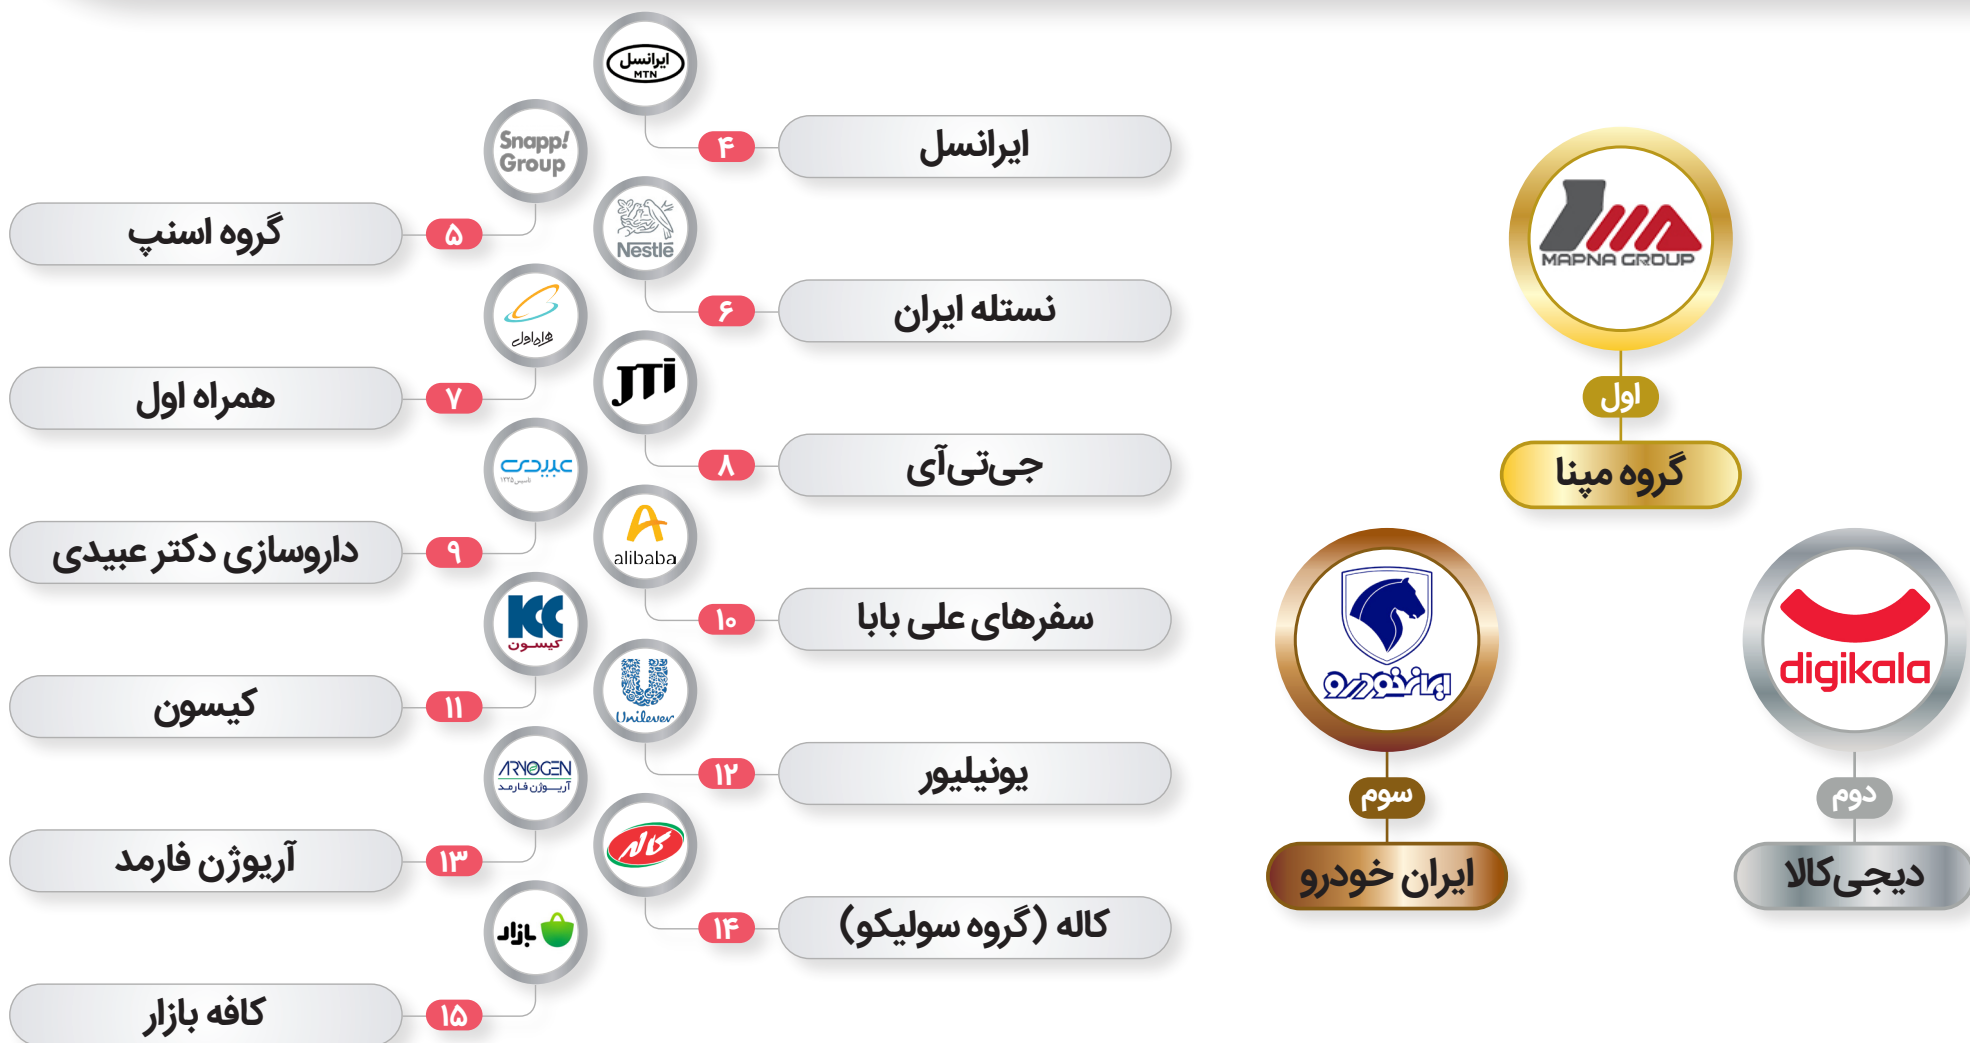 MAPNA GROUP
اول
گروه مپنا
digikala
دوم
دیجی‌کالا
ایران خودرو
سوم
ایران خودرو
ایرانسل
MTN
۴
ایرانسل
Snapp!
Group
۵
گروه اسنپ
Nestlé
۶
نستله ایران
همراه اول
۷
همراه اول
JTI
۸
جی‌تی‌آی
عبیدی
تاسیس ۱۳۲۵
۹
داروسازی دکتر عبیدی
alibaba
۱۰
سفرهای علی بابا
KCC
کیسون
۱۱
کیسون
Unilever
۱۲
یونیلیور
ARYOGEN
آریوژن فارمد
۱۳
آریوژن فارمد
کاله
۱۴
کاله (گروه سولیکو)
بازار
۱۵
کافه بازار